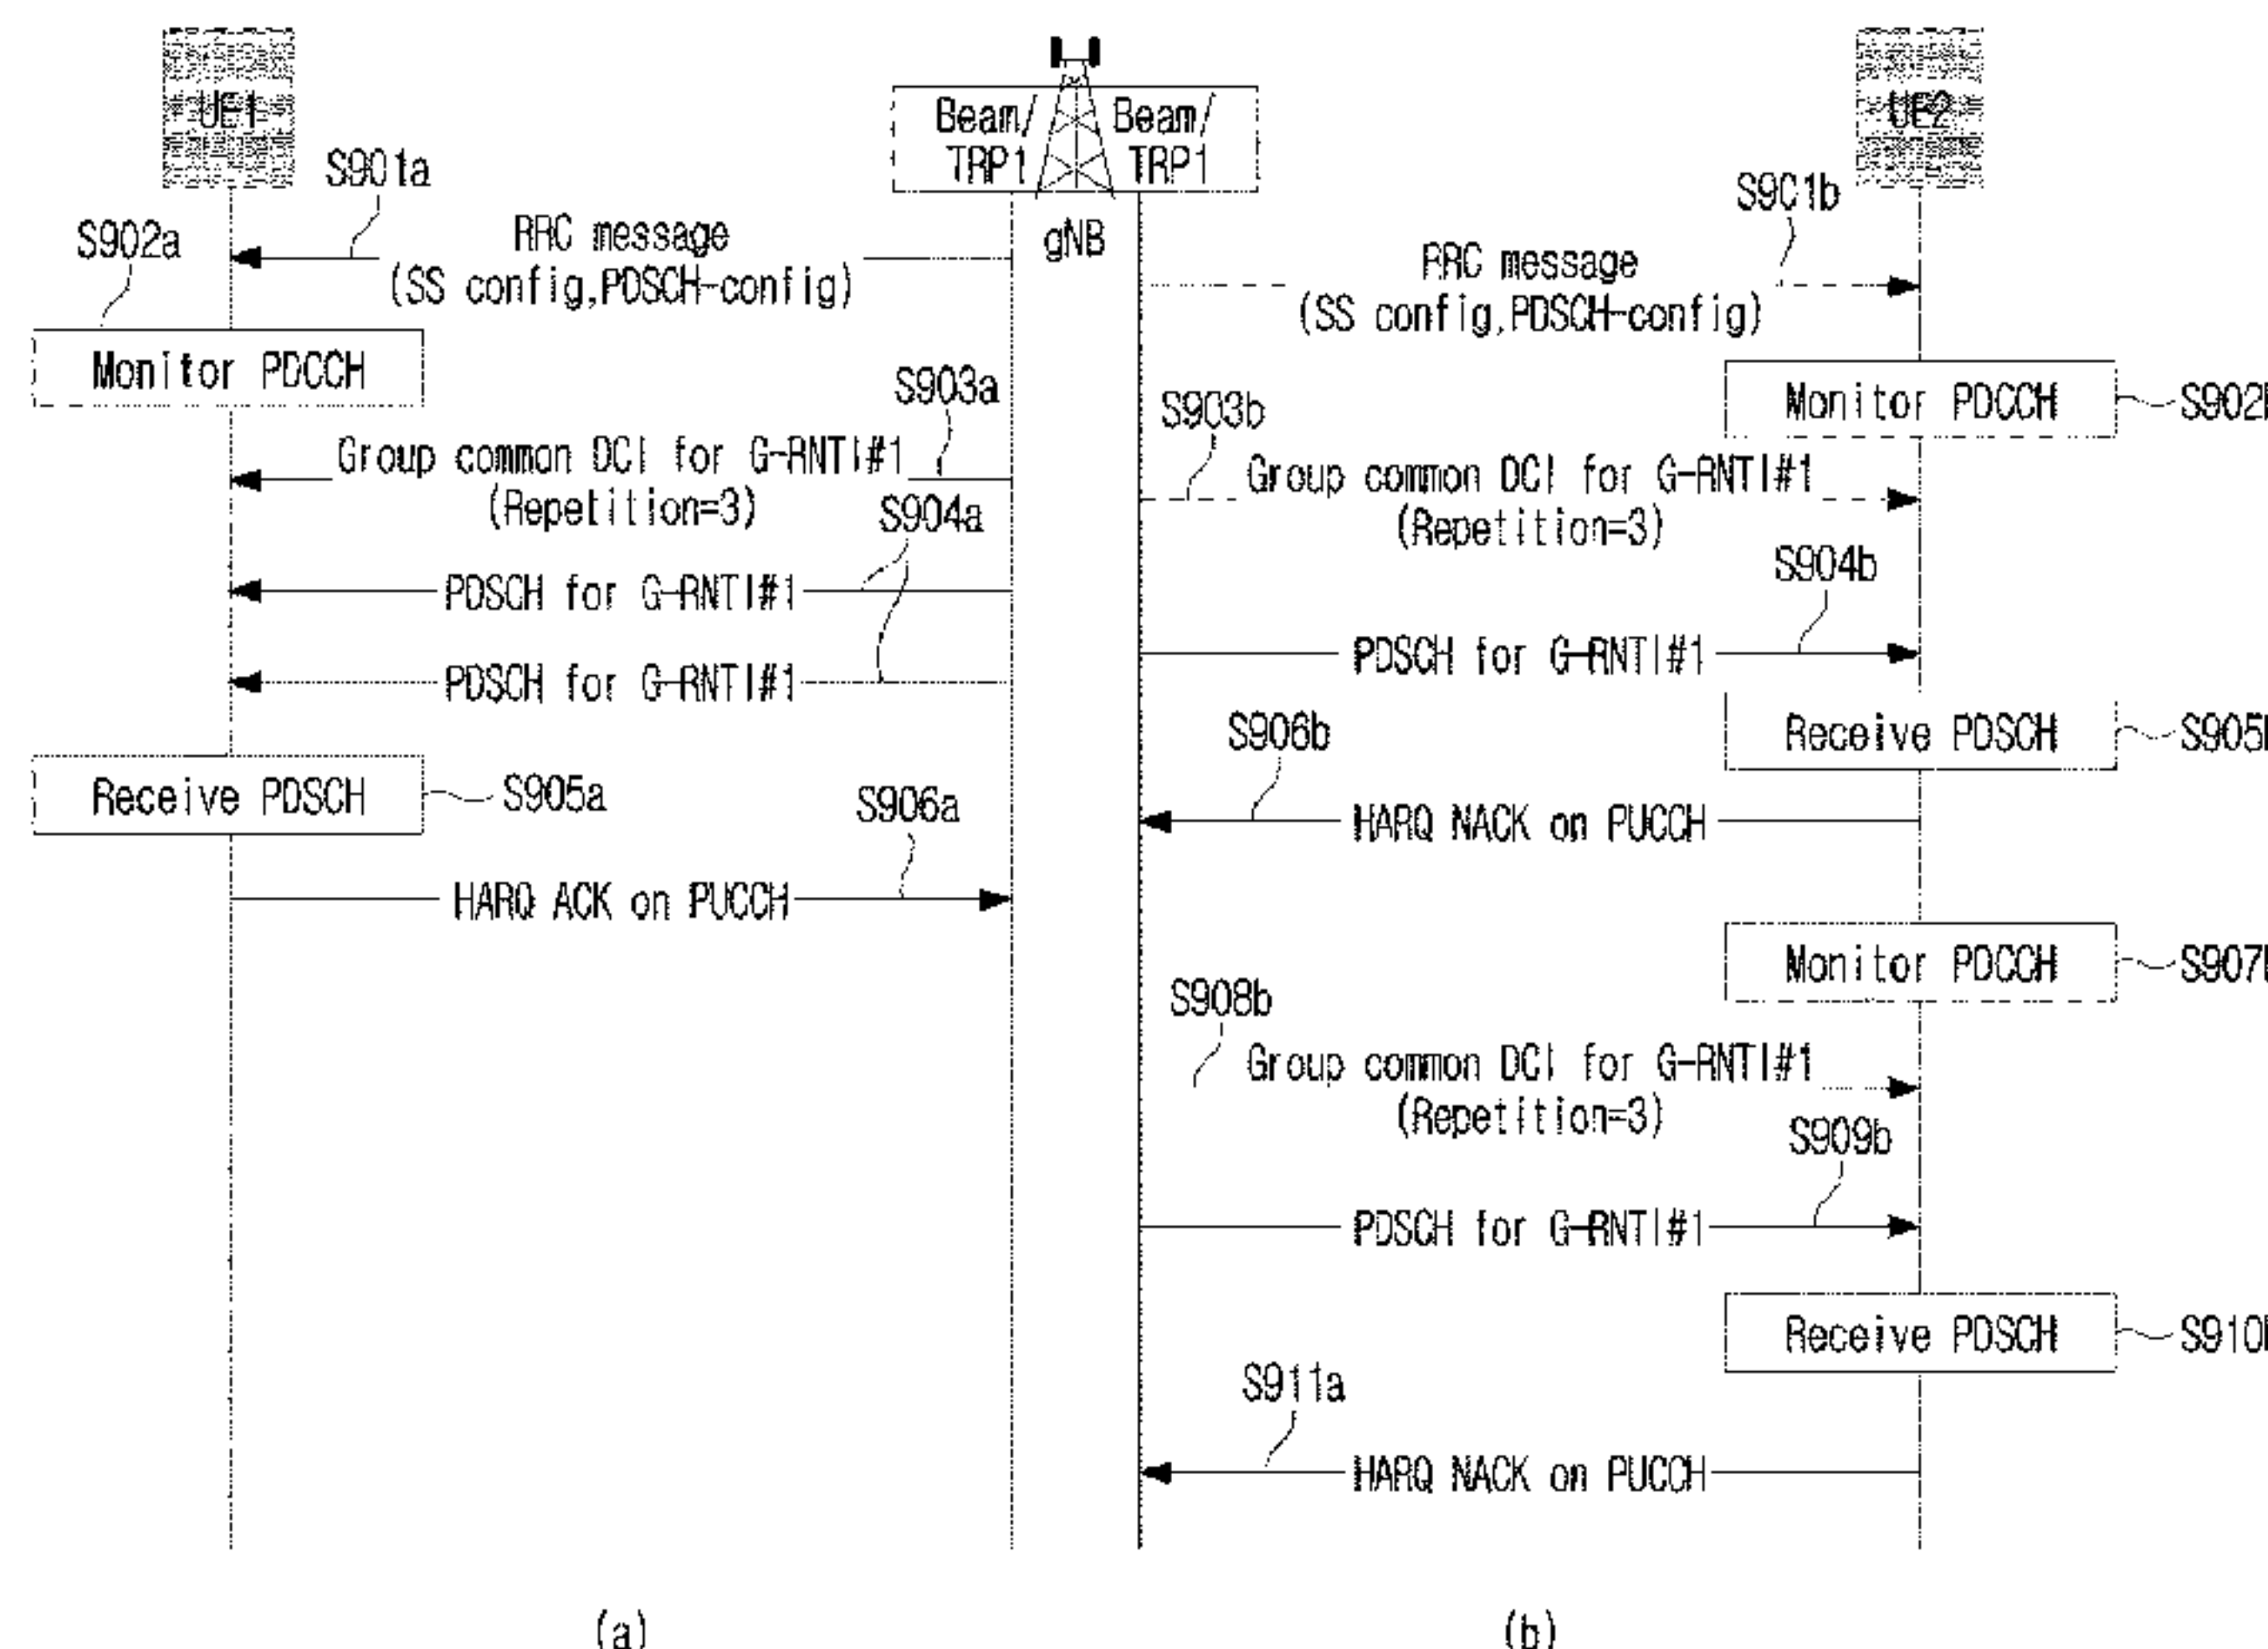 UE1
Beam/
TRP1
Beam/
TRP1
UE2
gNB
S901a
RRC message
(SS config,PDSCH-config)
S902a
Monitor PDCCH
S903a
Group common DCI for G-RNTI#1
(Repetition=3)
S904a
PDSCH for G-RNTI#1
PDSCH for G-RNTI#1
Receive PDSCH
S905a
S906a
HARQ ACK on PUCCH
(a)
S901b
RRC message
(SS config,PDSCH-config)
Monitor PDCCH
S903b
Group common DCI for G-RNTI#1
(Repetition=3)
S904b
PDSCH for G-RNTI#1
Receive PDSCH
S906b
HARQ NACK on PUCCH
Monitor PDCCH
S908b
Group common DCI for G-RNTI#1
(Repetition=3)
S909b
PDSCH for G-RNTI#1
Receive PDSCH
S911a
HARQ NACK on PUCCH
(b)